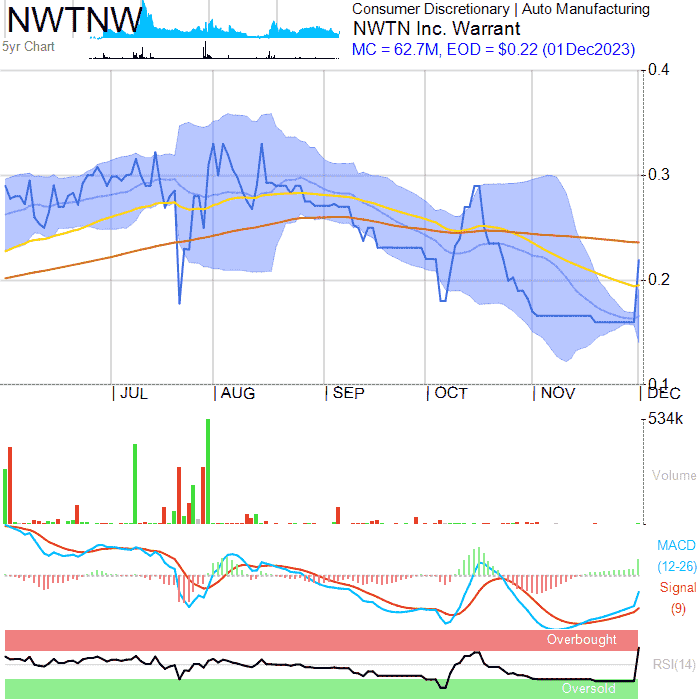 NWTNW
Consumer Discretionary | Auto Manufacturing
NWTN Inc. Warrant
5yr Chart
MC = 62.7M, EOD = $0.22 (01Dec2023)
0.4
0.3
0.2
0.1
| JUL | AUG | SEP | OCT | NOV | DEC
534k
Volume
MACD
(12-26)
Signal
(9)
Overbought
RSI(14)
Oversold